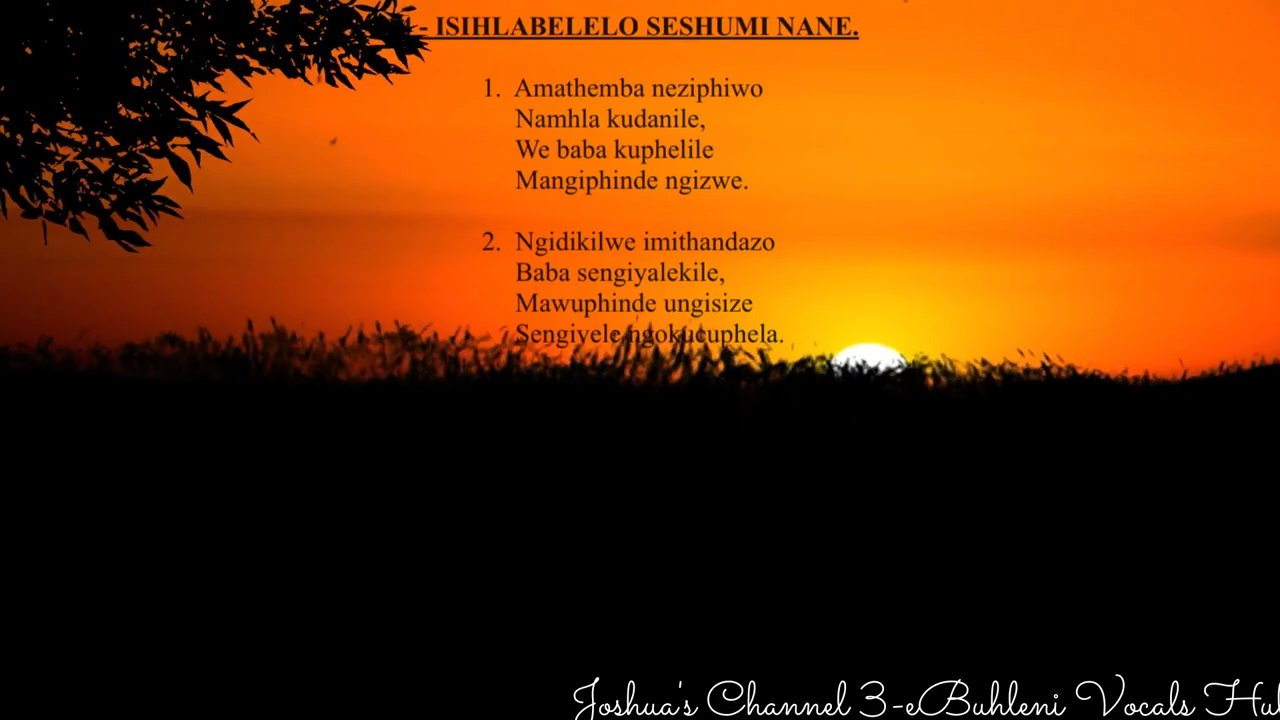 - ISIHLABELELO SESHUMI NANE.
1. Amathemba neziphiwo
Namhla kudanile,
We baba kuphelile
Mangiphinde ngizwe.
2. Ngidikilwe imithandazo
Baba sengiyalekile,
Mawuphinde ungisize
Sengivele ngokucuphela.
Joshua's Channel 3-eBuhleni Vocals